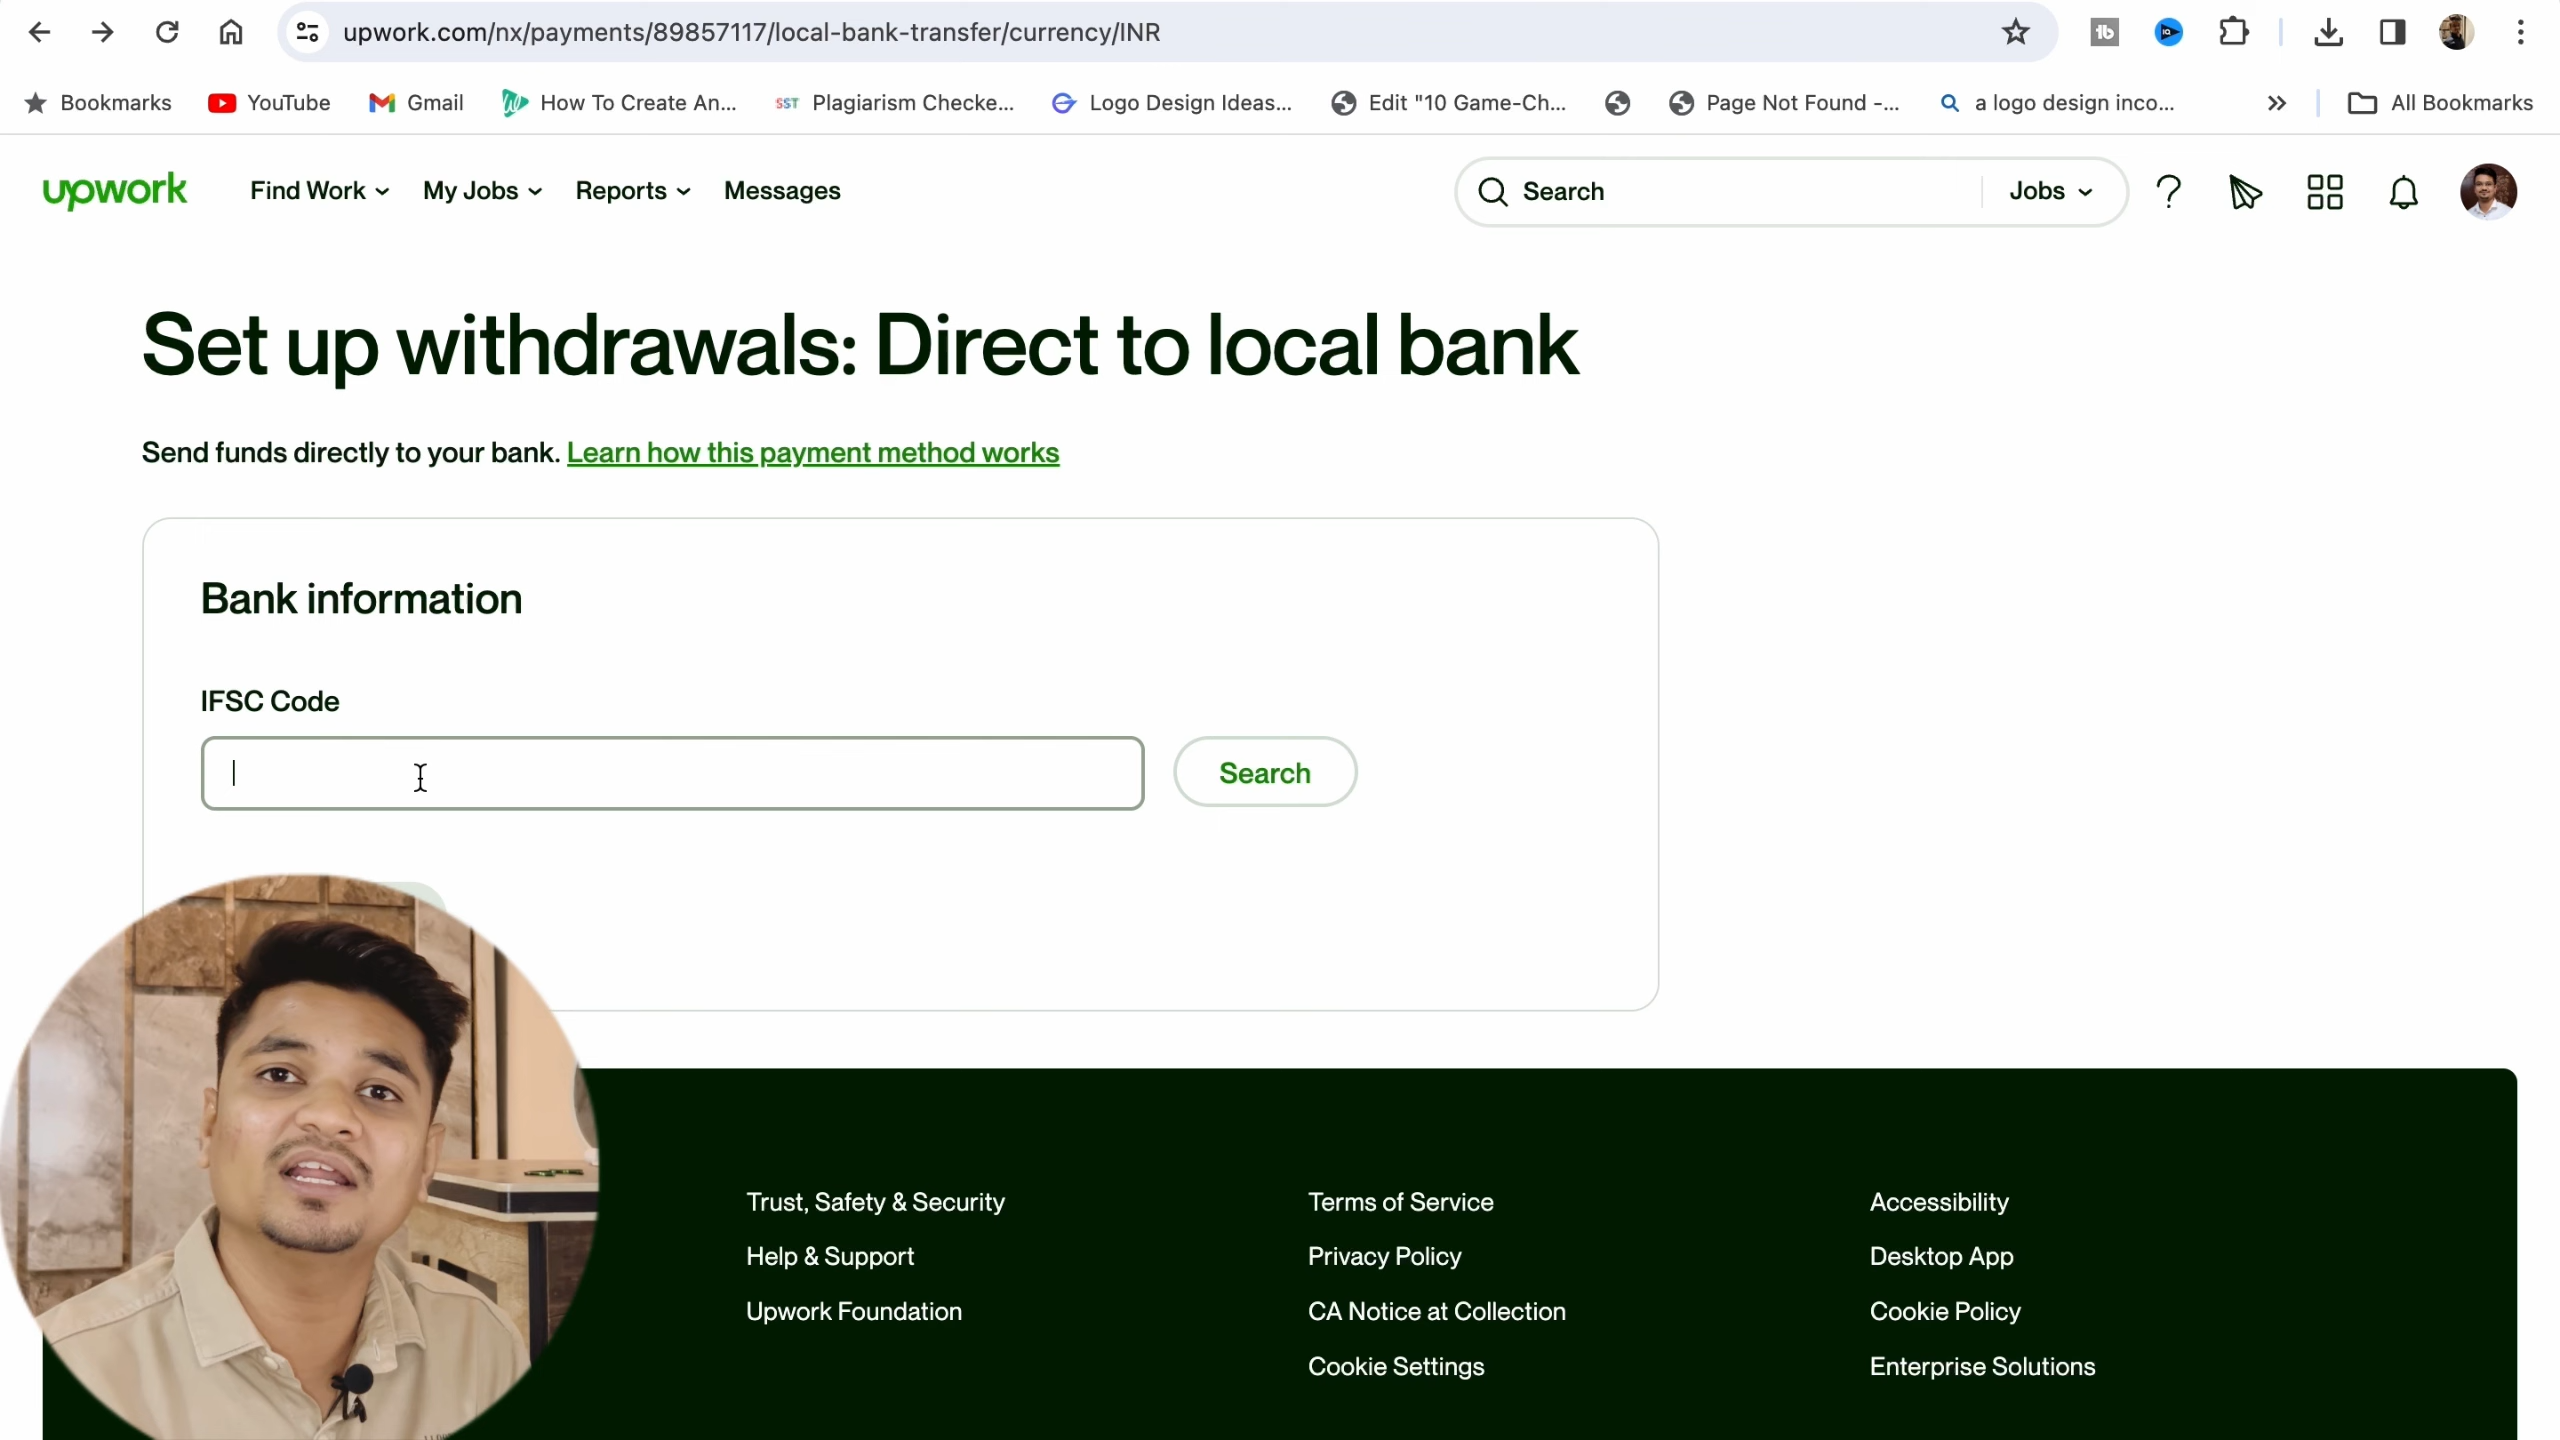 upwork.com/nx/payments/89857117/local-bank-transfer/currency/INR
Bookmarks YouTube Gmail How To Create An... SST Plagiarism Checke... Logo Design Ideas... Edit "10 Game-Ch... Page Not Found -... a logo design inco... All Bookmarks
upwork Find Work My Jobs Reports Messages Search Jobs
Set up withdrawals: Direct to local bank
Send funds directly to your bank. Learn how this payment method works
Bank information
IFSC Code
Search
Trust, Safety & Security Terms of Service Accessibility
Help & Support Privacy Policy Desktop App
Upwork Foundation CA Notice at Collection Cookie Policy
Cookie Settings Enterprise Solutions